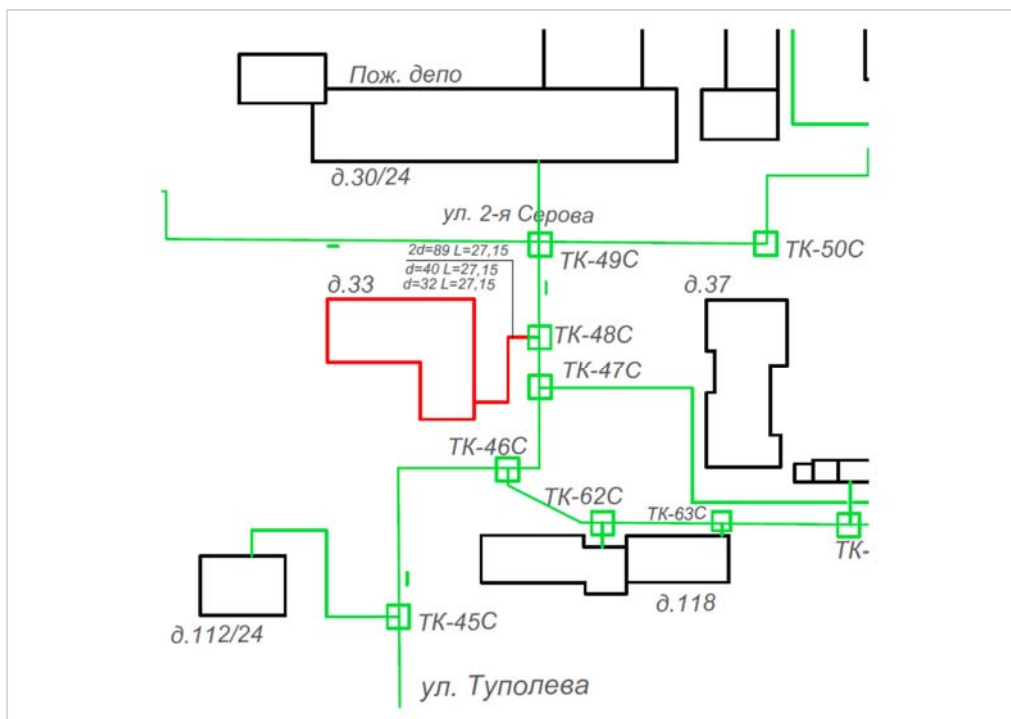 Пож. депо
д.30/24
ул. 2-я Серова
2d=89 L=27,15
d=40 L=27,15
d=32 L=27,15
ТК-49С
ТК-50С
д.33
д.37
ТК-48С
ТК-47С
ТК-46С
ТК-62С
ТК-63С
ТК-
д.118
д.112/24
ТК-45С
ул. Туполева